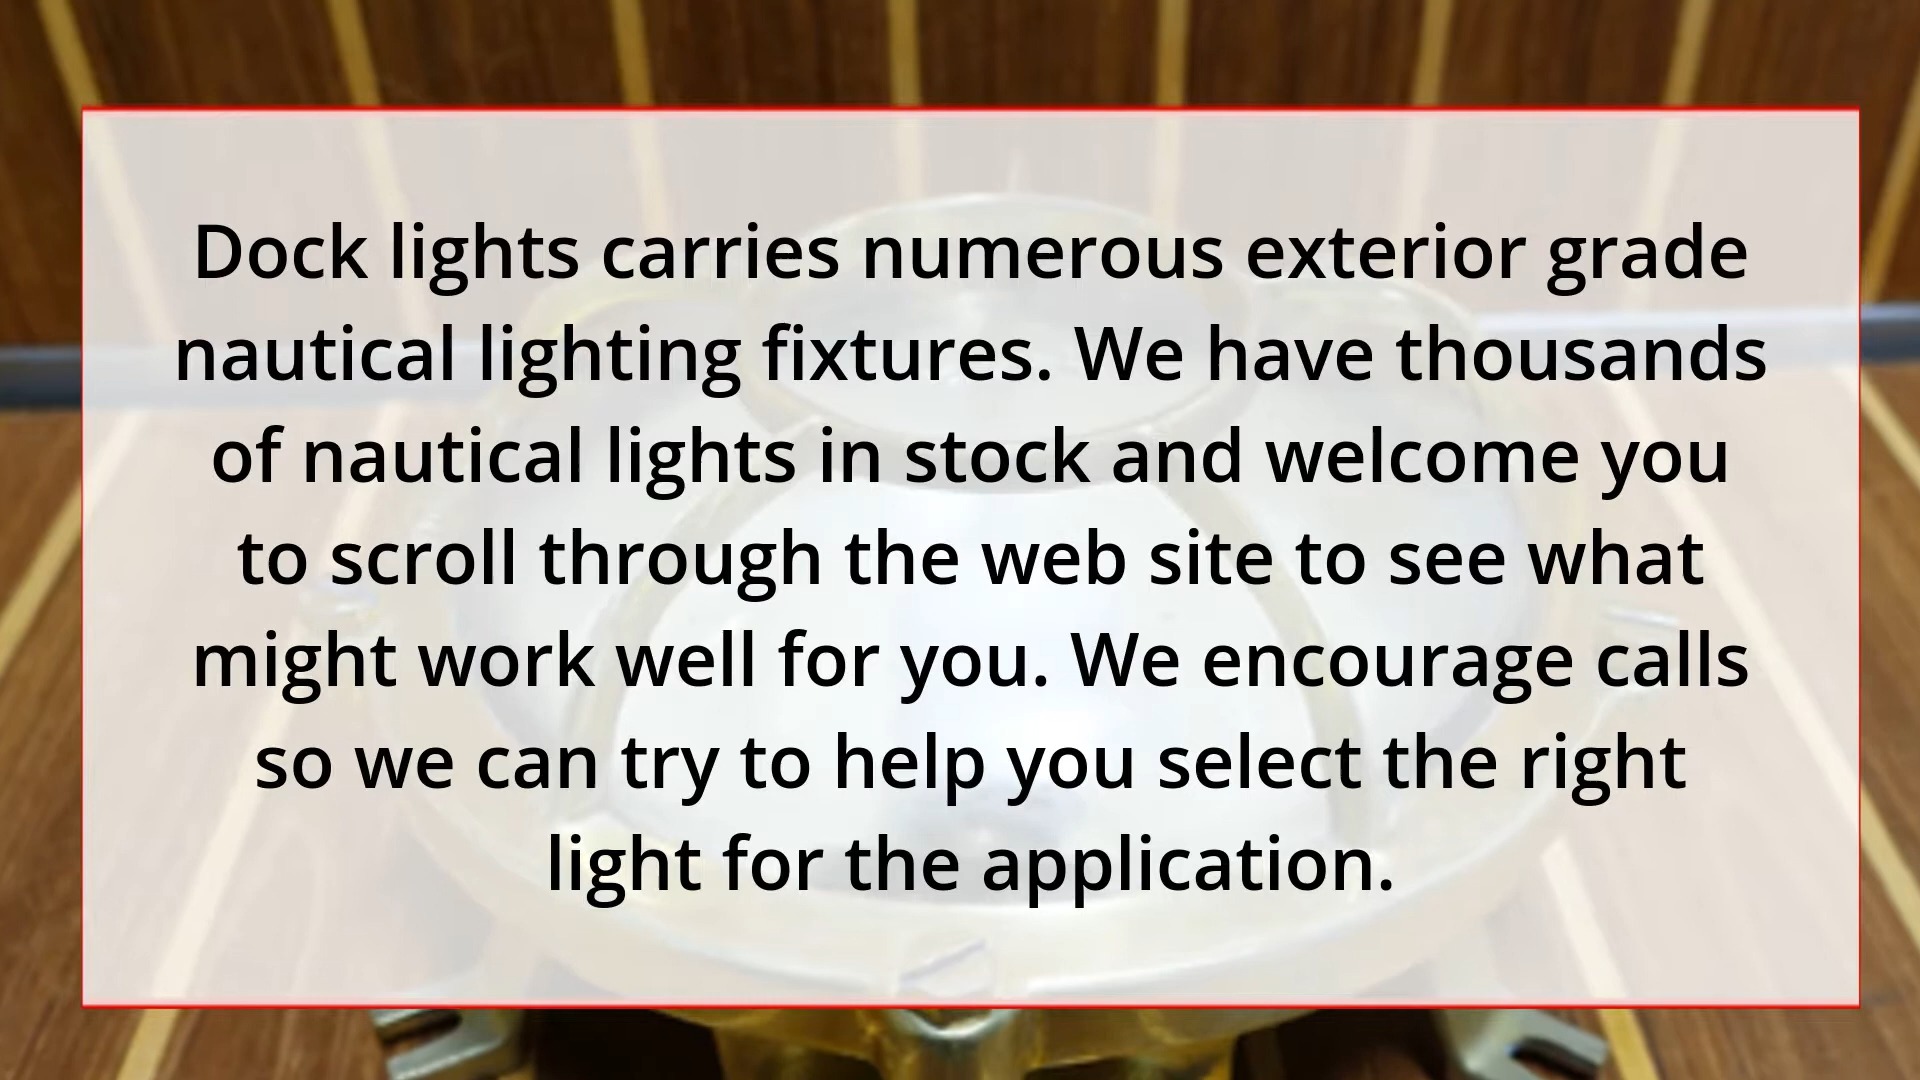 Dock lights carries numerous exterior grade
nautical lighting fixtures. We have thousands
of nautical lights in stock and welcome you
to scroll through the web site to see what
might work well for you. We encourage calls
so we can try to help you select the right
light for the application.